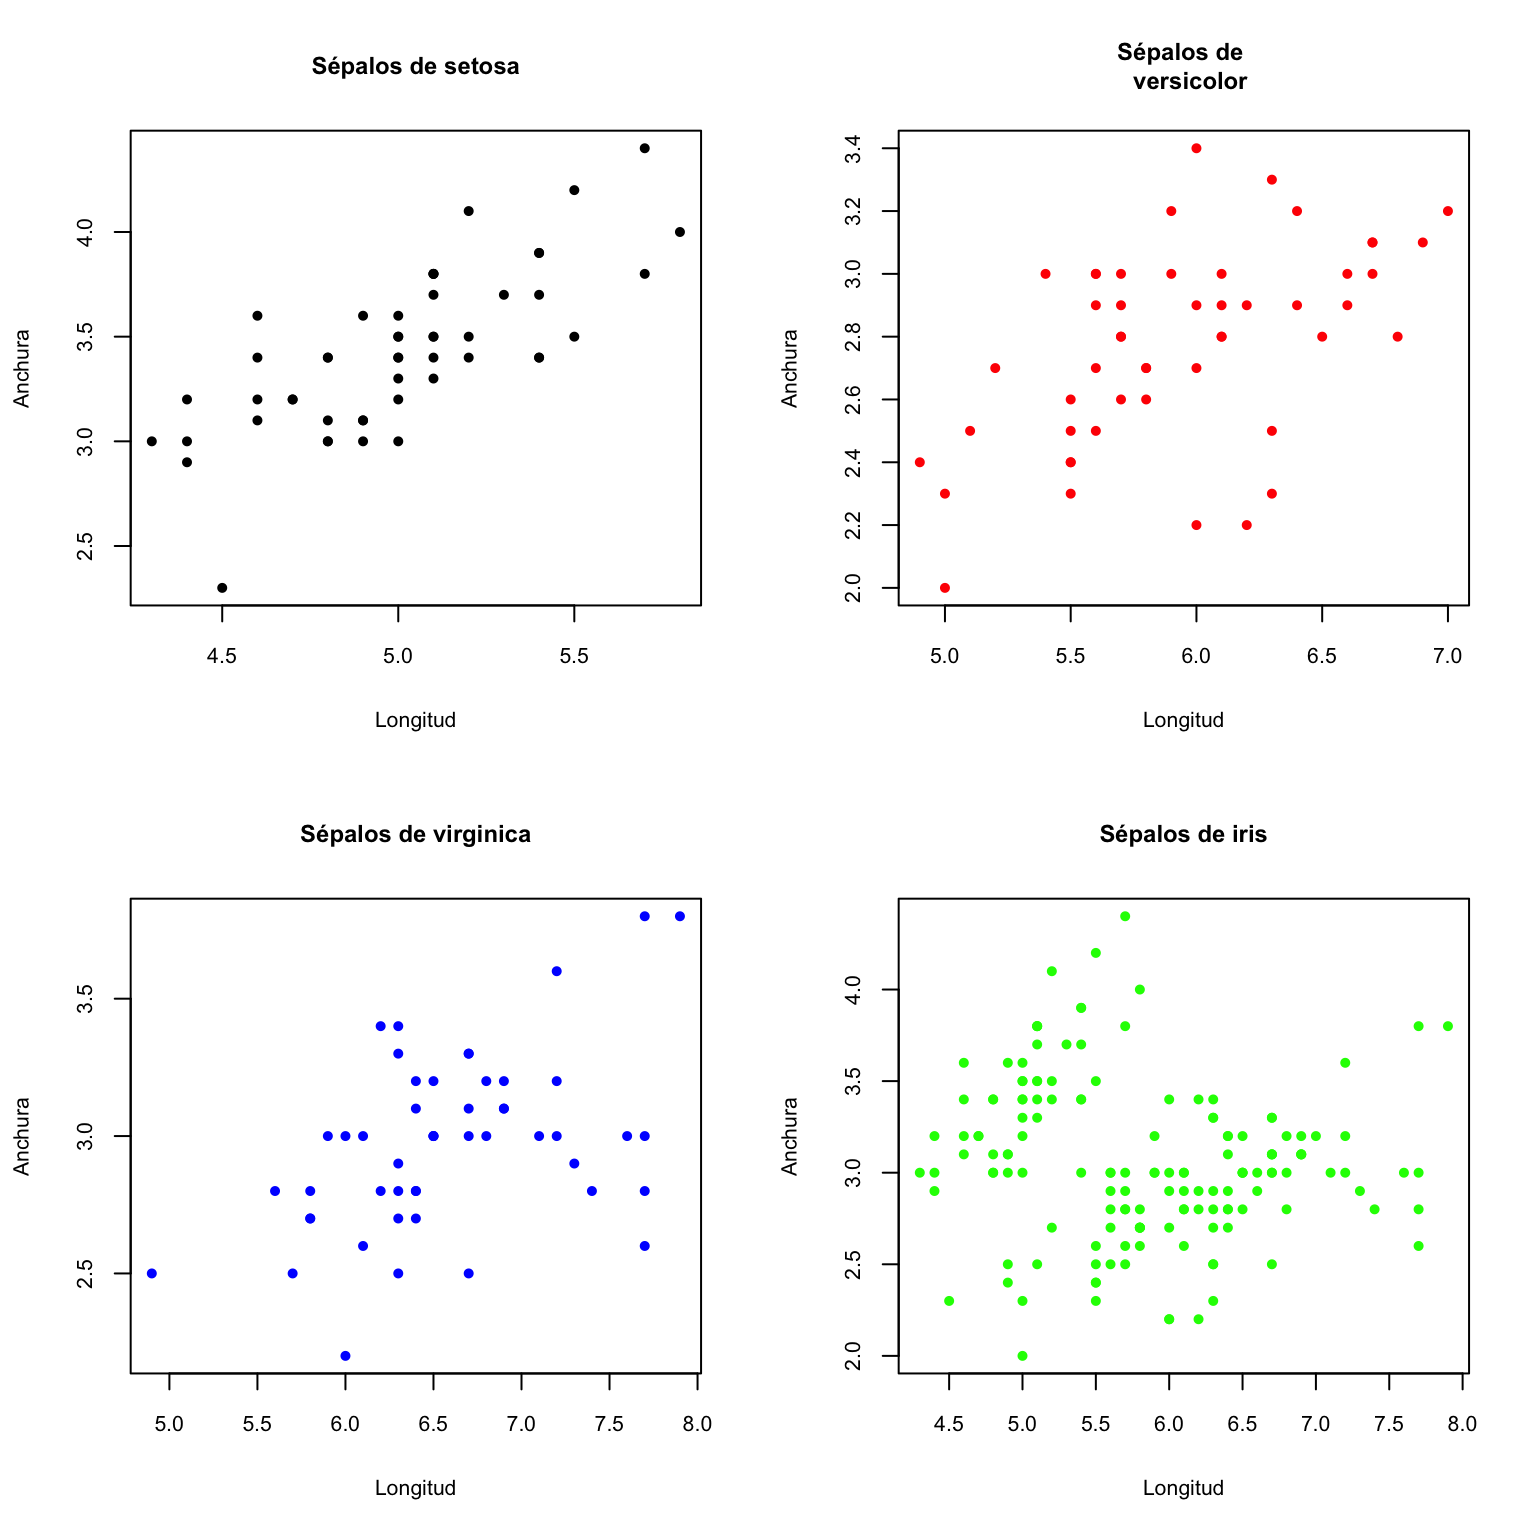 Sépalos de setosa
Anchura
4.0
3.5
3.0
2.5
4.5 5.0 5.5
Longitud
Sépalos de
versicolor
Anchura
3.4
3.2
3.0
2.8
2.6
2.4
2.2
2.0
5.0 5.5 6.0 6.5 7.0
Longitud
Sépalos de virginica
Anchura
3.5
3.0
2.5
5.0 5.5 6.0 6.5 7.0 7.5 8.0
Longitud
Sépalos de iris
Anchura
4.0
3.5
3.0
2.5
2.0
4.5 5.0 5.5 6.0 6.5 7.0 7.5 8.0
Longitud